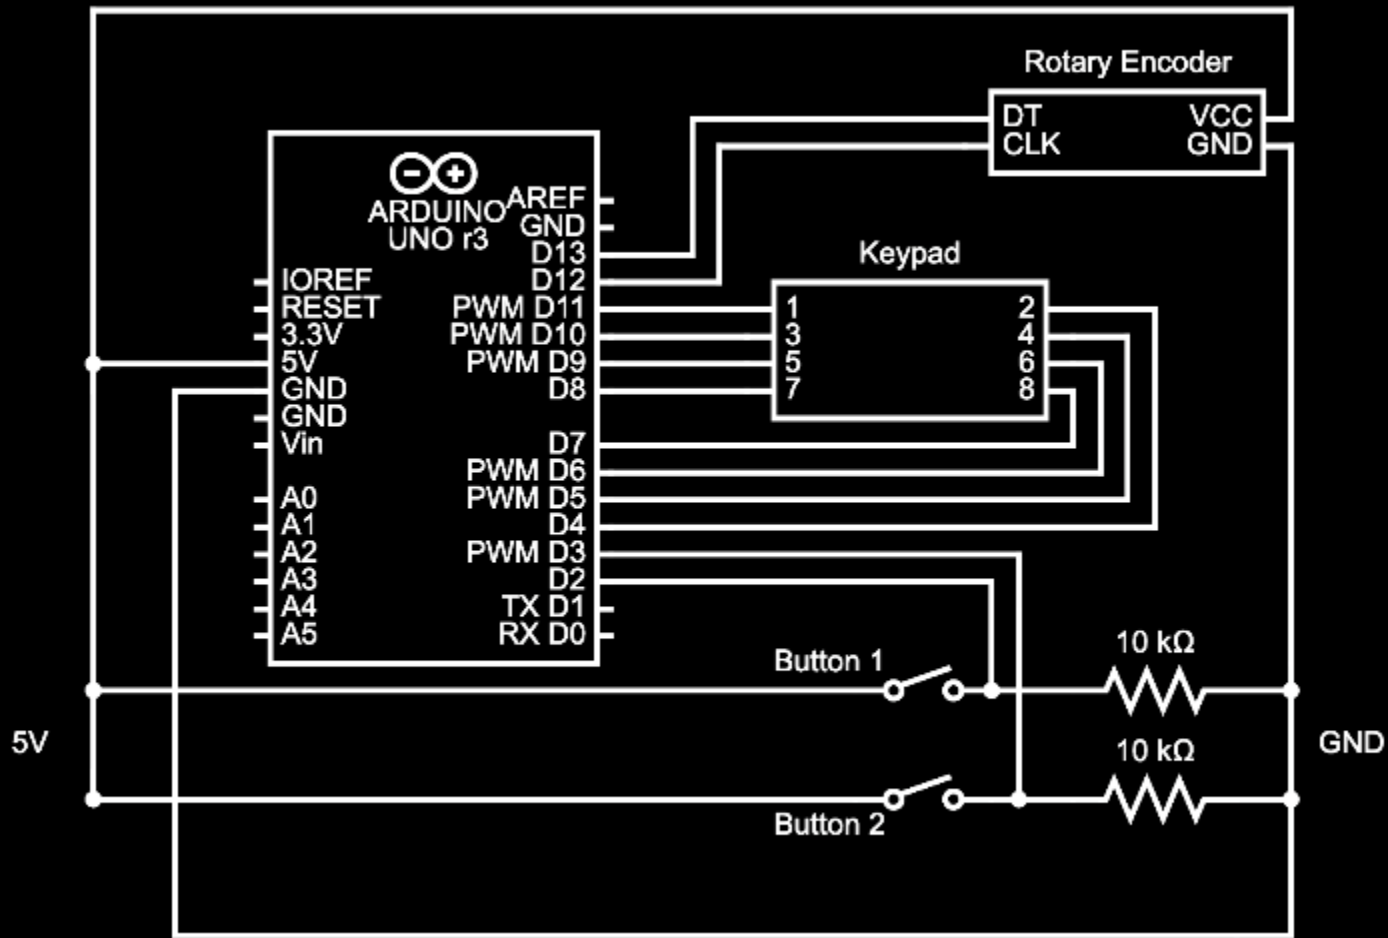 Rotary Encoder
DT VCC
CLK GND
ARDUINO
UNO r3
AREF
GND
D13
IOREF D12
RESET PWM D11
3.3V PWM D10
5V PWM D9
GND D8
GND
Vin D7
PWM D6
A0 PWM D5
A1 D4
A2 PWM D3
A3 D2
A4 TX D1
A5 RX D0
Keypad
1 2
3 4
5 6
7 8
Button 1
10 kΩ
5V
GND
10 kΩ
Button 2